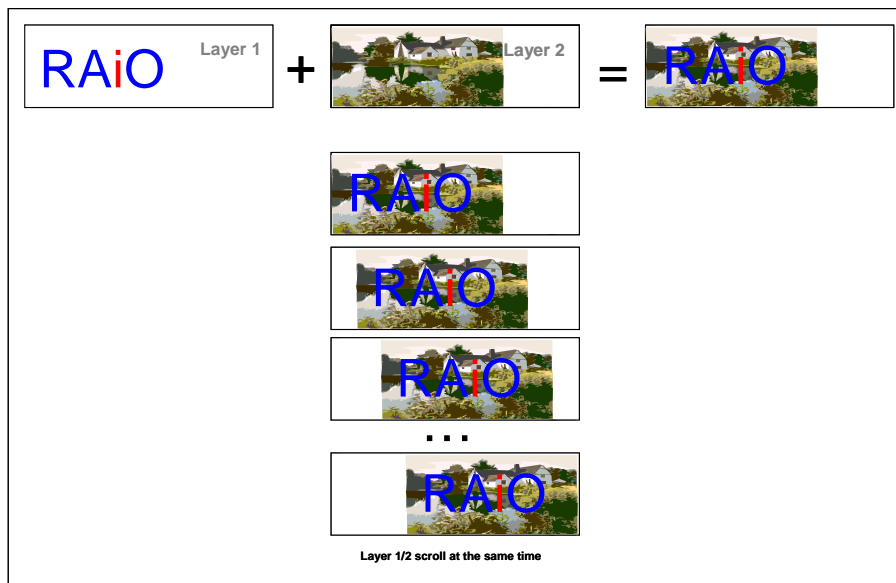 RAiO
Layer 1
+
Layer 2
=
RAiO
RAiO
RAiO
RAiO
...
RAiO
Layer 1/2 scroll at the same time